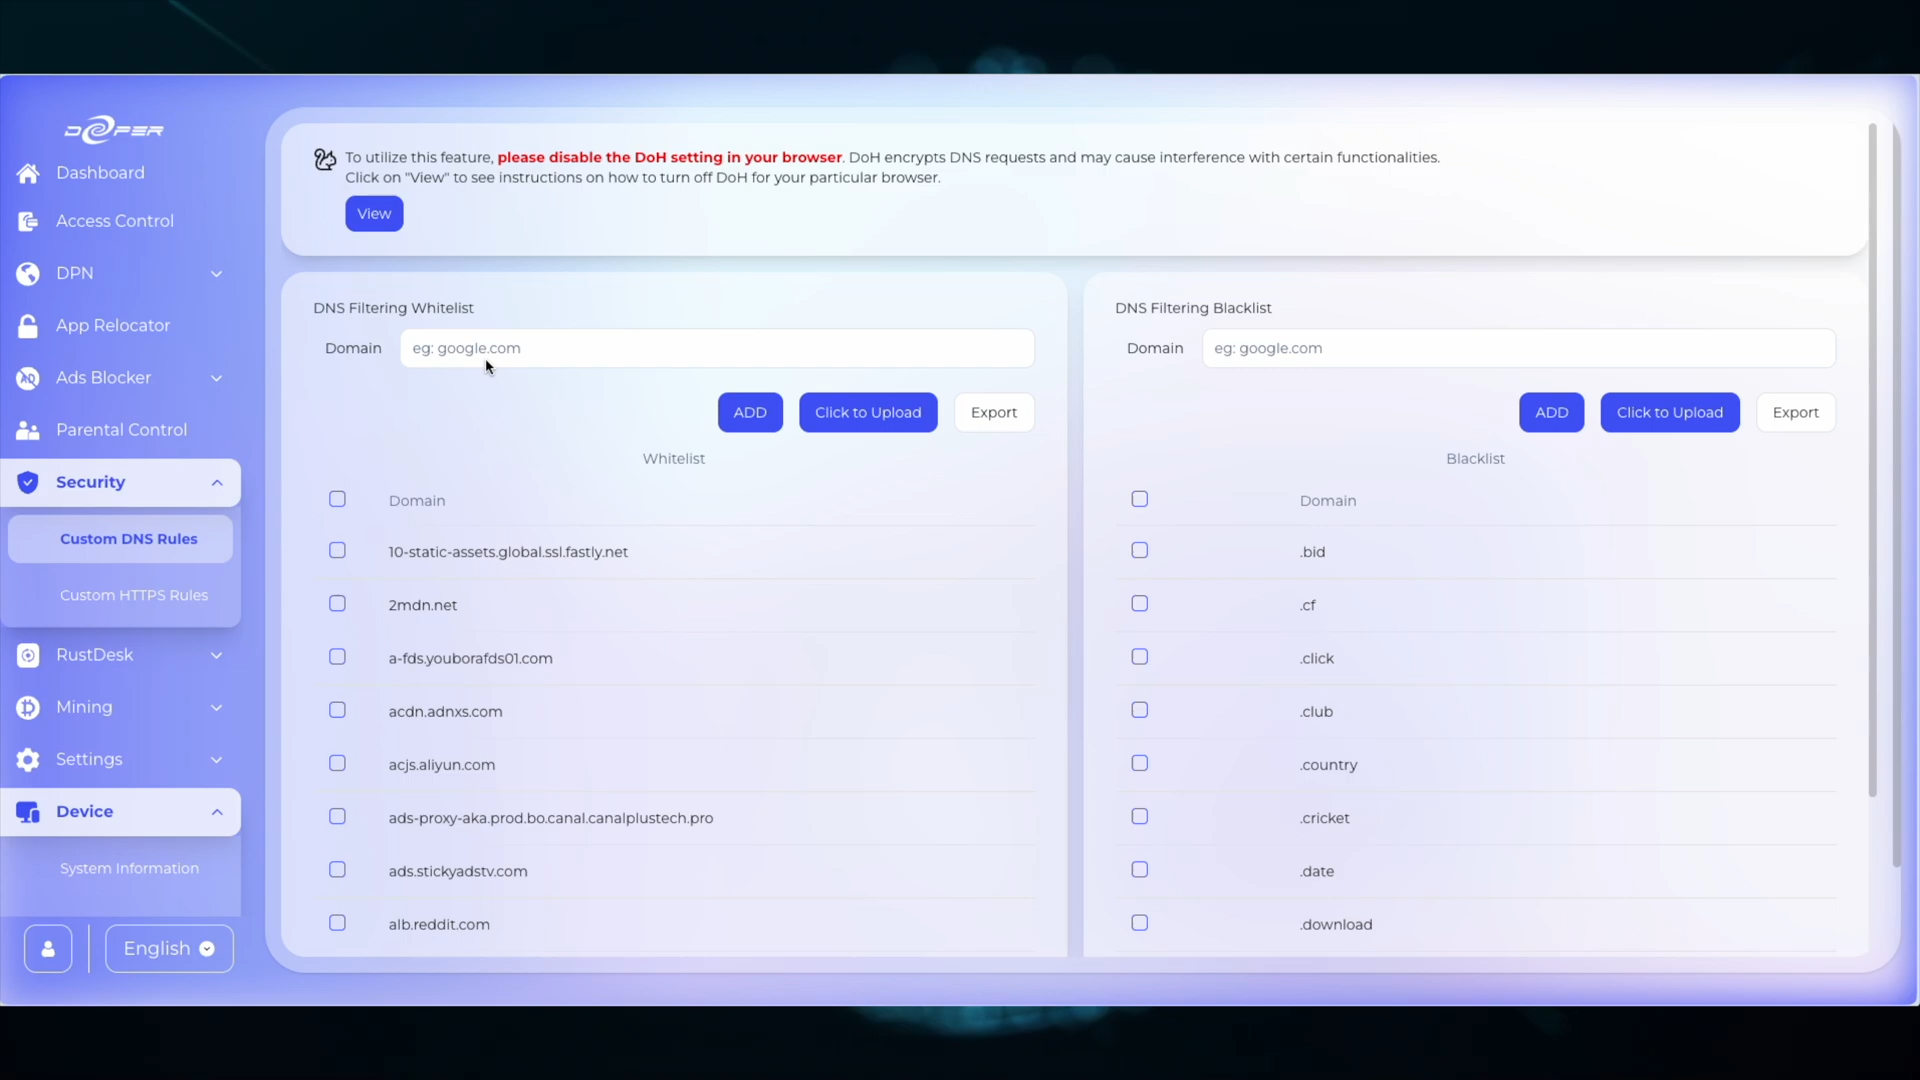 DEEPER
Dashboard
Access Control
DPN
App Relocator
Ads Blocker
Parental Control
Security
Custom DNS Rules
Custom HTTPS Rules
RustDesk
Mining
Settings
Device
System Information
English
To utilize this feature, please disable the DoH setting in your browser. DoH encrypts DNS requests and may cause interference with certain functionalities.
Click on "View" to see instructions on how to turn off DoH for your particular browser.
View
DNS Filtering Whitelist
Domain eg: google.com
ADD Click to Upload Export
Whitelist
Domain
10-static-assets.global.ssl.fastly.net
2mdn.net
a-fds.youborafds01.com
acdn.adnxs.com
acjs.aliyun.com
ads-proxy-aka.prod.bo.canal.canalplustech.pro
ads.stickyadstv.com
alb.reddit.com
DNS Filtering Blacklist
Domain eg: google.com
ADD Click to Upload Export
Blacklist
Domain
.bid
.cf
.click
.club
.country
.cricket
.date
.download